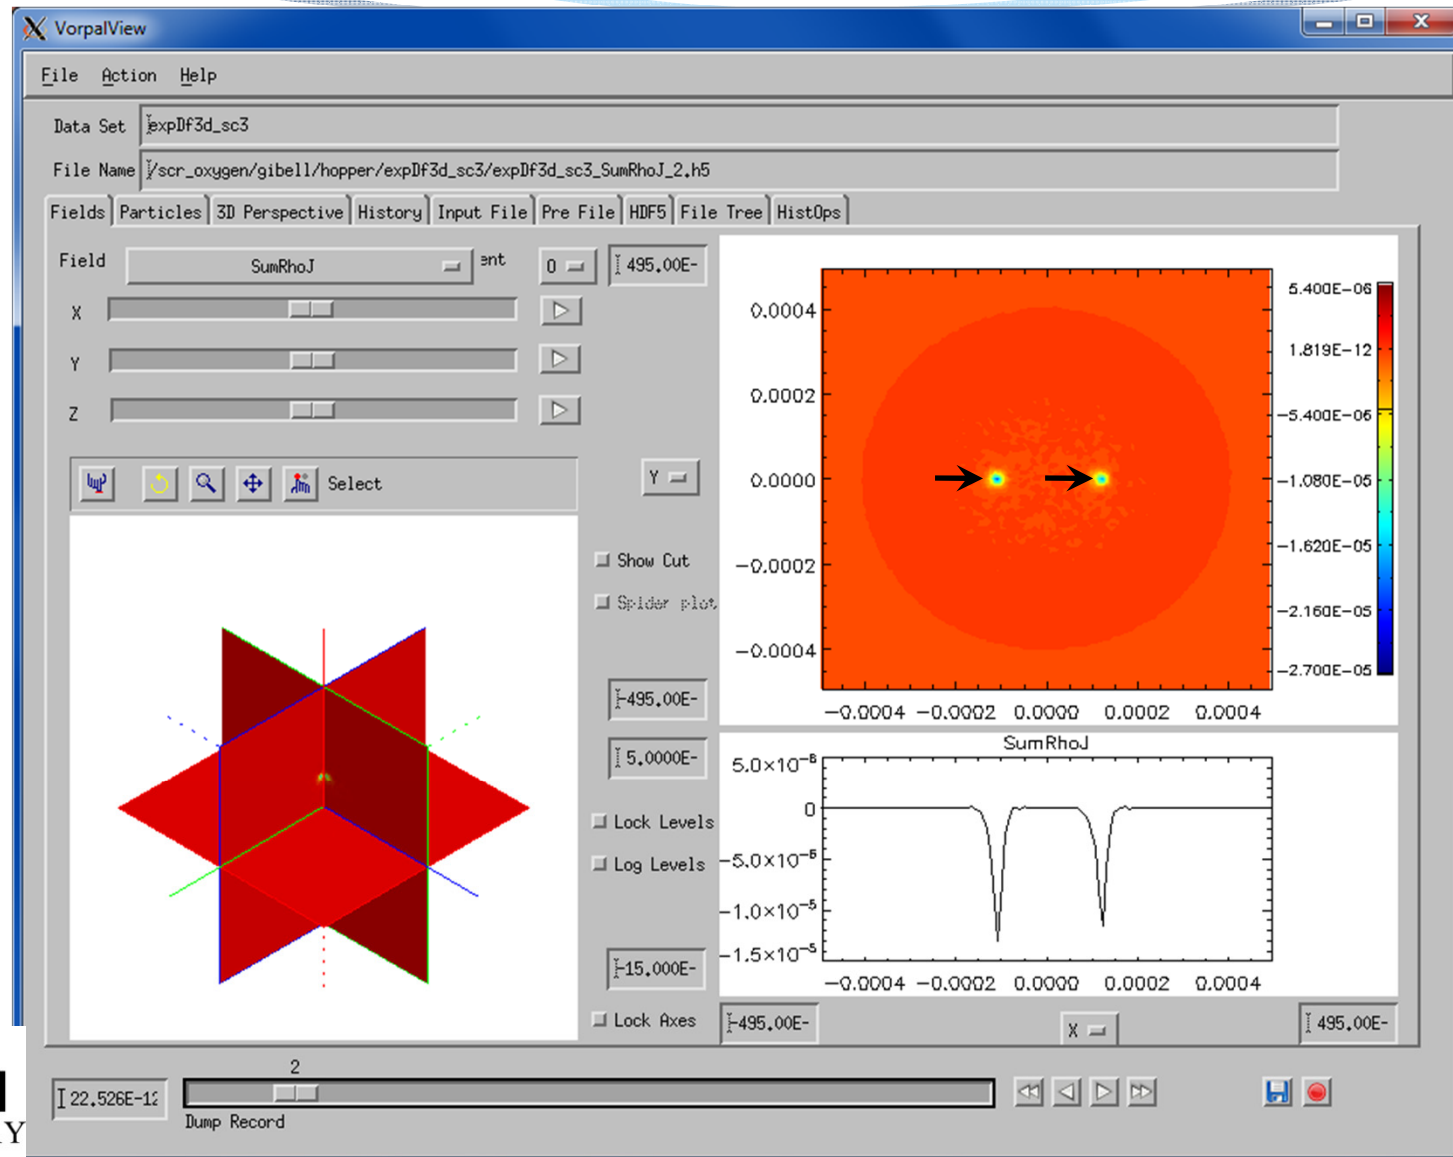 VorpalView
File Action Help
Data Set expDf3d_sc3
File Name /scr_oxygen/gibell/hopper/expDf3d_sc3/expDf3d_sc3_SumRhoJ_2.h5
Fields Particles 3D Perspective History Input File Pre File HDF5 File Tree HistOps
Field SumRhoJ ent 0 495.00E-
X
Y
Z
Select
Y
Show Cut
Spider plot
-495.00E-
5.0000E-
Lock Levels
Log Levels
-15.000E-
Lock Axes
0.0004
0.0002
0.0000
-0.0002
-0.0004
-0.0004 -0.0002 0.0000 0.0002 0.0004
5.400E-06
1.819E-12
-5.400E-06
-1.080E-05
-1.620E-05
-2.160E-05
-2.700E-05
SumRhoJ
5.0×10⁻⁶
0
-5.0×10⁻⁶
-1.0×10⁻⁵
-1.5×10⁻⁵
-0.0004 -0.0002 0.0000 0.0002 0.0004
-495.00E- X 495.00E-
2
22.526E-12
Dump Record
Y